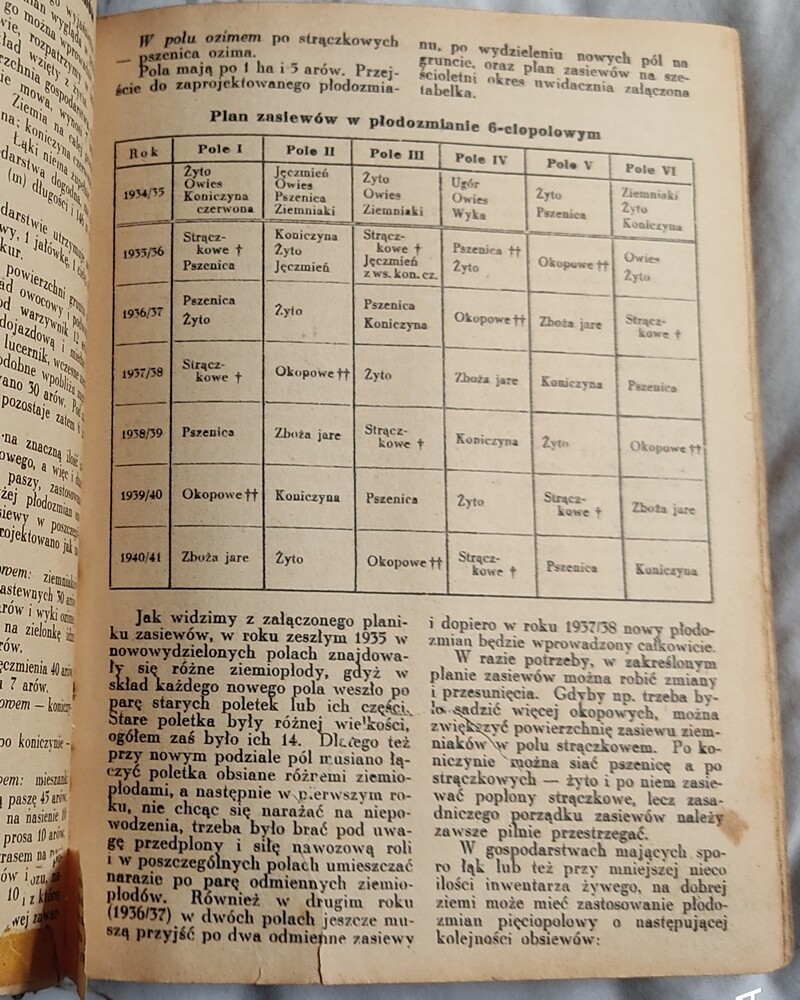 W polu ozimem po strączkowych
— pszenica ozima.
Pola mają po 1 ha i 5 arów. Przej-
ście do zaprojektowanego płodozmia-
nu, po wydzieleniu nowych pól na
gruncie, oraz plan zasiewów na sze-
ścioletni okres uwidacznia załączona
tabelka.
Plan zasiewów w płodozmianie 6-ciopolowym
Rok Pole I Pole II Pole III Pole IV Pole V Pole VI
1934/35
Żyto
Owies
Koniczyna
czerwona
Jęczmień
Owies
Pszenica
Ziemniaki
Żyto
Owies
Ziemniaki
Ugór
Owies
Wyka
Żyto
Pszenica
Ziemniaki
Żyto
Koniczyna
1935/36
Strącz-
kowe †
Pszenica
Koniczyna
Żyto
Jęczmień
Strącz-
kowe †
Jęczmień
z ws. kon. cz.
Pszenica ††
Żyto
Okopowe ††
Owies
Żyto
1936/37
Pszenica
Żyto
Żyto
Pszenica
Koniczyna
Okopowe ††
Zboża jare
Strącz-
kowe †
1937/38
Strącz-
kowe †
Okopowe ††
Żyto
Zboża jare
Koniczyna
Pszenica
1938/39
Pszenica
Zboża jare
Strącz-
kowe †
Koniczyna
Żyto
Okopowe ††
1939/40
Okopowe ††
Koniczyna
Pszenica
Żyto
Strącz-
kowe †
Zboża jare
1940/41
Zboża jare
Żyto
Okopowe ††
Strącz-
kowe †
Pszenica
Koniczyna
Jak widzimy z załączonego plani-
ku zasiewów, w roku zeszłym 1935 w
nowowydzielonych polach znajdowa-
ły się różne ziemiopłody, gdyż w
skład każdego nowego pola weszło po
parę starych poletek lub ich części.
Stare poletka były różnej wielkości,
ogółem zaś było ich 14. Dlatego też
przy nowym podziale pól musiano łą-
czyć poletka obsiane różnemi ziemio-
płodami, a następnie w pierwszym ro-
ku, nie chcąc się narażać na niepo-
wodzenia, trzeba było brać pod uwa-
gę przedplony i siłę nawozową roli
i w poszczególnych polach umieszczać
narazie po parę odmiennych ziemio-
płodów. Również w drugim roku
(1936/37) w dwóch polach jeszcze mu-
szą przyjść po dwa odmienne zasiewy
i dopiero w roku 1937/38 nowy płodo-
zmian będzie wprowadzony całkowicie.
W razie potrzeby, w zakreślonym
planie zasiewów można robić zmiany
i przesunięcia. Gdyby np. trzeba by-
ło sadzić więcej okopowych, można
zwiększyć powierzchnię zasiewu ziem-
niaków w polu strączkowem. Po ko-
niczynie można siać pszenicę a po
strączkowych — żyto i po niem zasie-
wać poplony strączkowe, lecz zasa-
dniczego porządku zasiewów należy
zawsze pilnie przestrzegać.
W gospodarstwach mających spo-
ro łąk lub też przy mniejszej nieco
ilości inwentarza żywego, na dobrej
ziemi może mieć zastosowanie płodo-
zmian pięciopolowy o następującej
kolejności obsiewów: